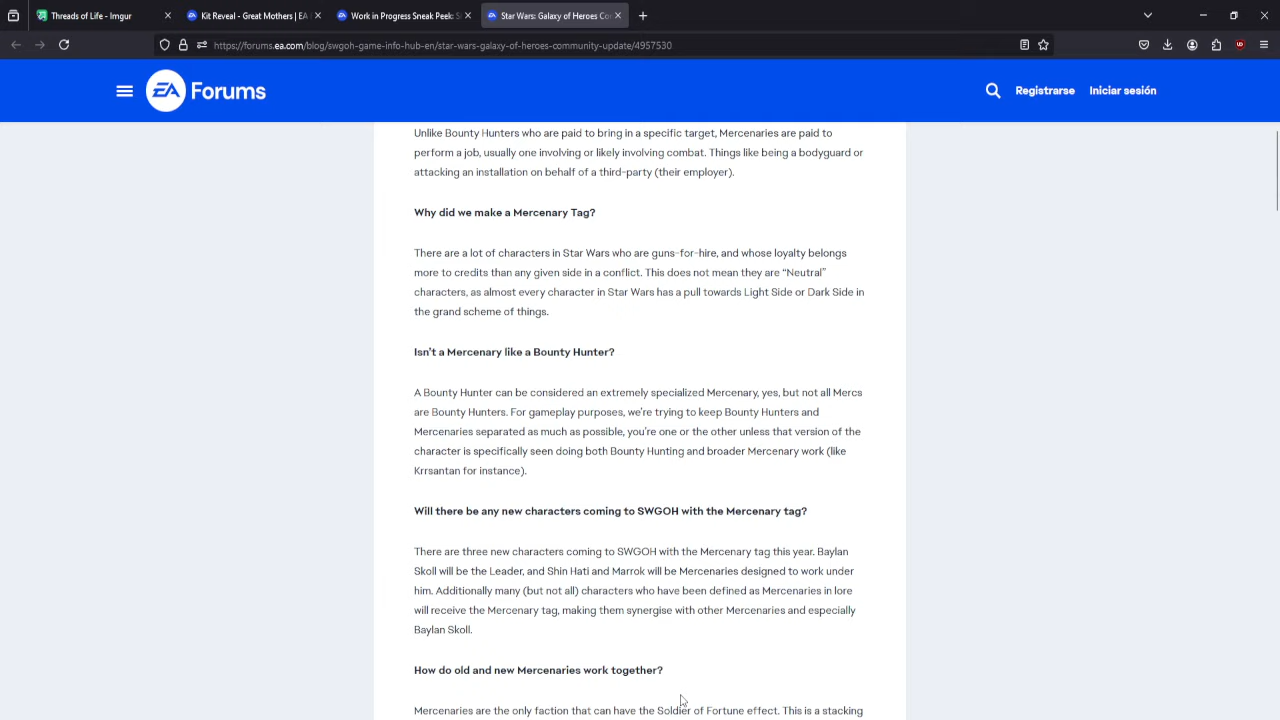 Threads of Life - Imgur
Kit Reveal - Great Mothers | EA
Work in Progress Sneak Peek: S
Star Wars: Galaxy of Heroes Co
https://forums.ea.com/blog/swgoh-game-info-hub-en/star-wars-galaxy-of-heroes-community-update/4957530
EA Forums
Registrarse
Iniciar sesión
Unlike Bounty Hunters who are paid to bring in a specific target, Mercenaries are paid to
perform a job, usually one involving or likely involving combat. Things like being a bodyguard or
attacking an installation on behalf of a third-party (their employer).
Why did we make a Mercenary Tag?
There are a lot of characters in Star Wars who are guns-for-hire, and whose loyalty belongs
more to credits than any given side in a conflict. This does not mean they are “Neutral”
characters, as almost every character in Star Wars has a pull towards Light Side or Dark Side in
the grand scheme of things.
Isn't a Mercenary like a Bounty Hunter?
A Bounty Hunter can be considered an extremely specialized Mercenary, yes, but not all Mercs
are Bounty Hunters. For gameplay purposes, we're trying to keep Bounty Hunters and
Mercenaries separated as much as possible, you're one or the other unless that version of the
character is specifically seen doing both Bounty Hunting and broader Mercenary work (like
Krrsantan for instance).
Will there be any new characters coming to SWGOH with the Mercenary tag?
There are three new characters coming to SWGOH with the Mercenary tag this year. Baylan
Skoll will be the Leader, and Shin Hati and Marrok will be Mercenaries designed to work under
him. Additionally many (but not all) characters who have been defined as Mercenaries in lore
will receive the Mercenary tag, making them synergise with other Mercenaries and especially
Baylan Skoll.
How do old and new Mercenaries work together?
Mercenaries are the only faction that can have the Soldier of Fortune effect. This is a stacking